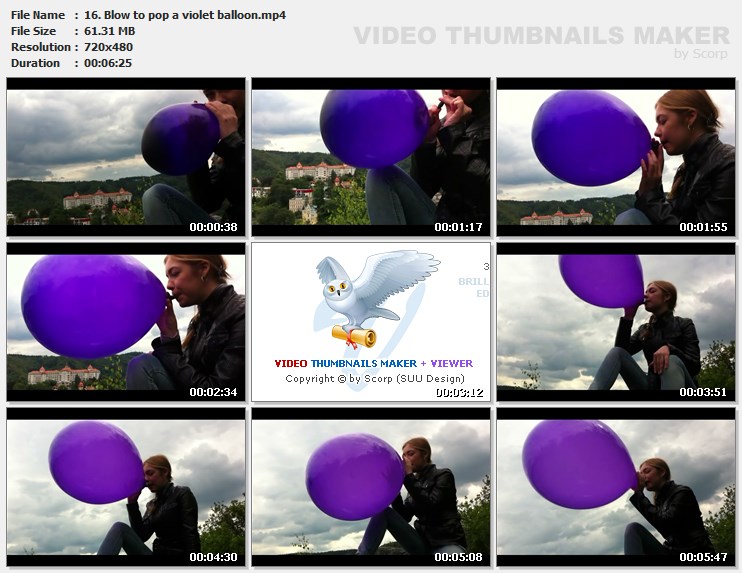 File Name : 16. Blow to pop a violet balloon.mp4
File Size : 61.31 MB
Resolution : 720x480
Duration : 00:06:25
VIDEO THUMBNAILS MAKER
by Scorp
00:00:38
00:01:17
00:01:55
00:02:34
3
BRILL
ED
VIDEO THUMBNAILS MAKER + VIEWER
Copyright © by Scorp (SUU Design)
00:03:12
00:03:51
00:04:30
00:05:08
00:05:47